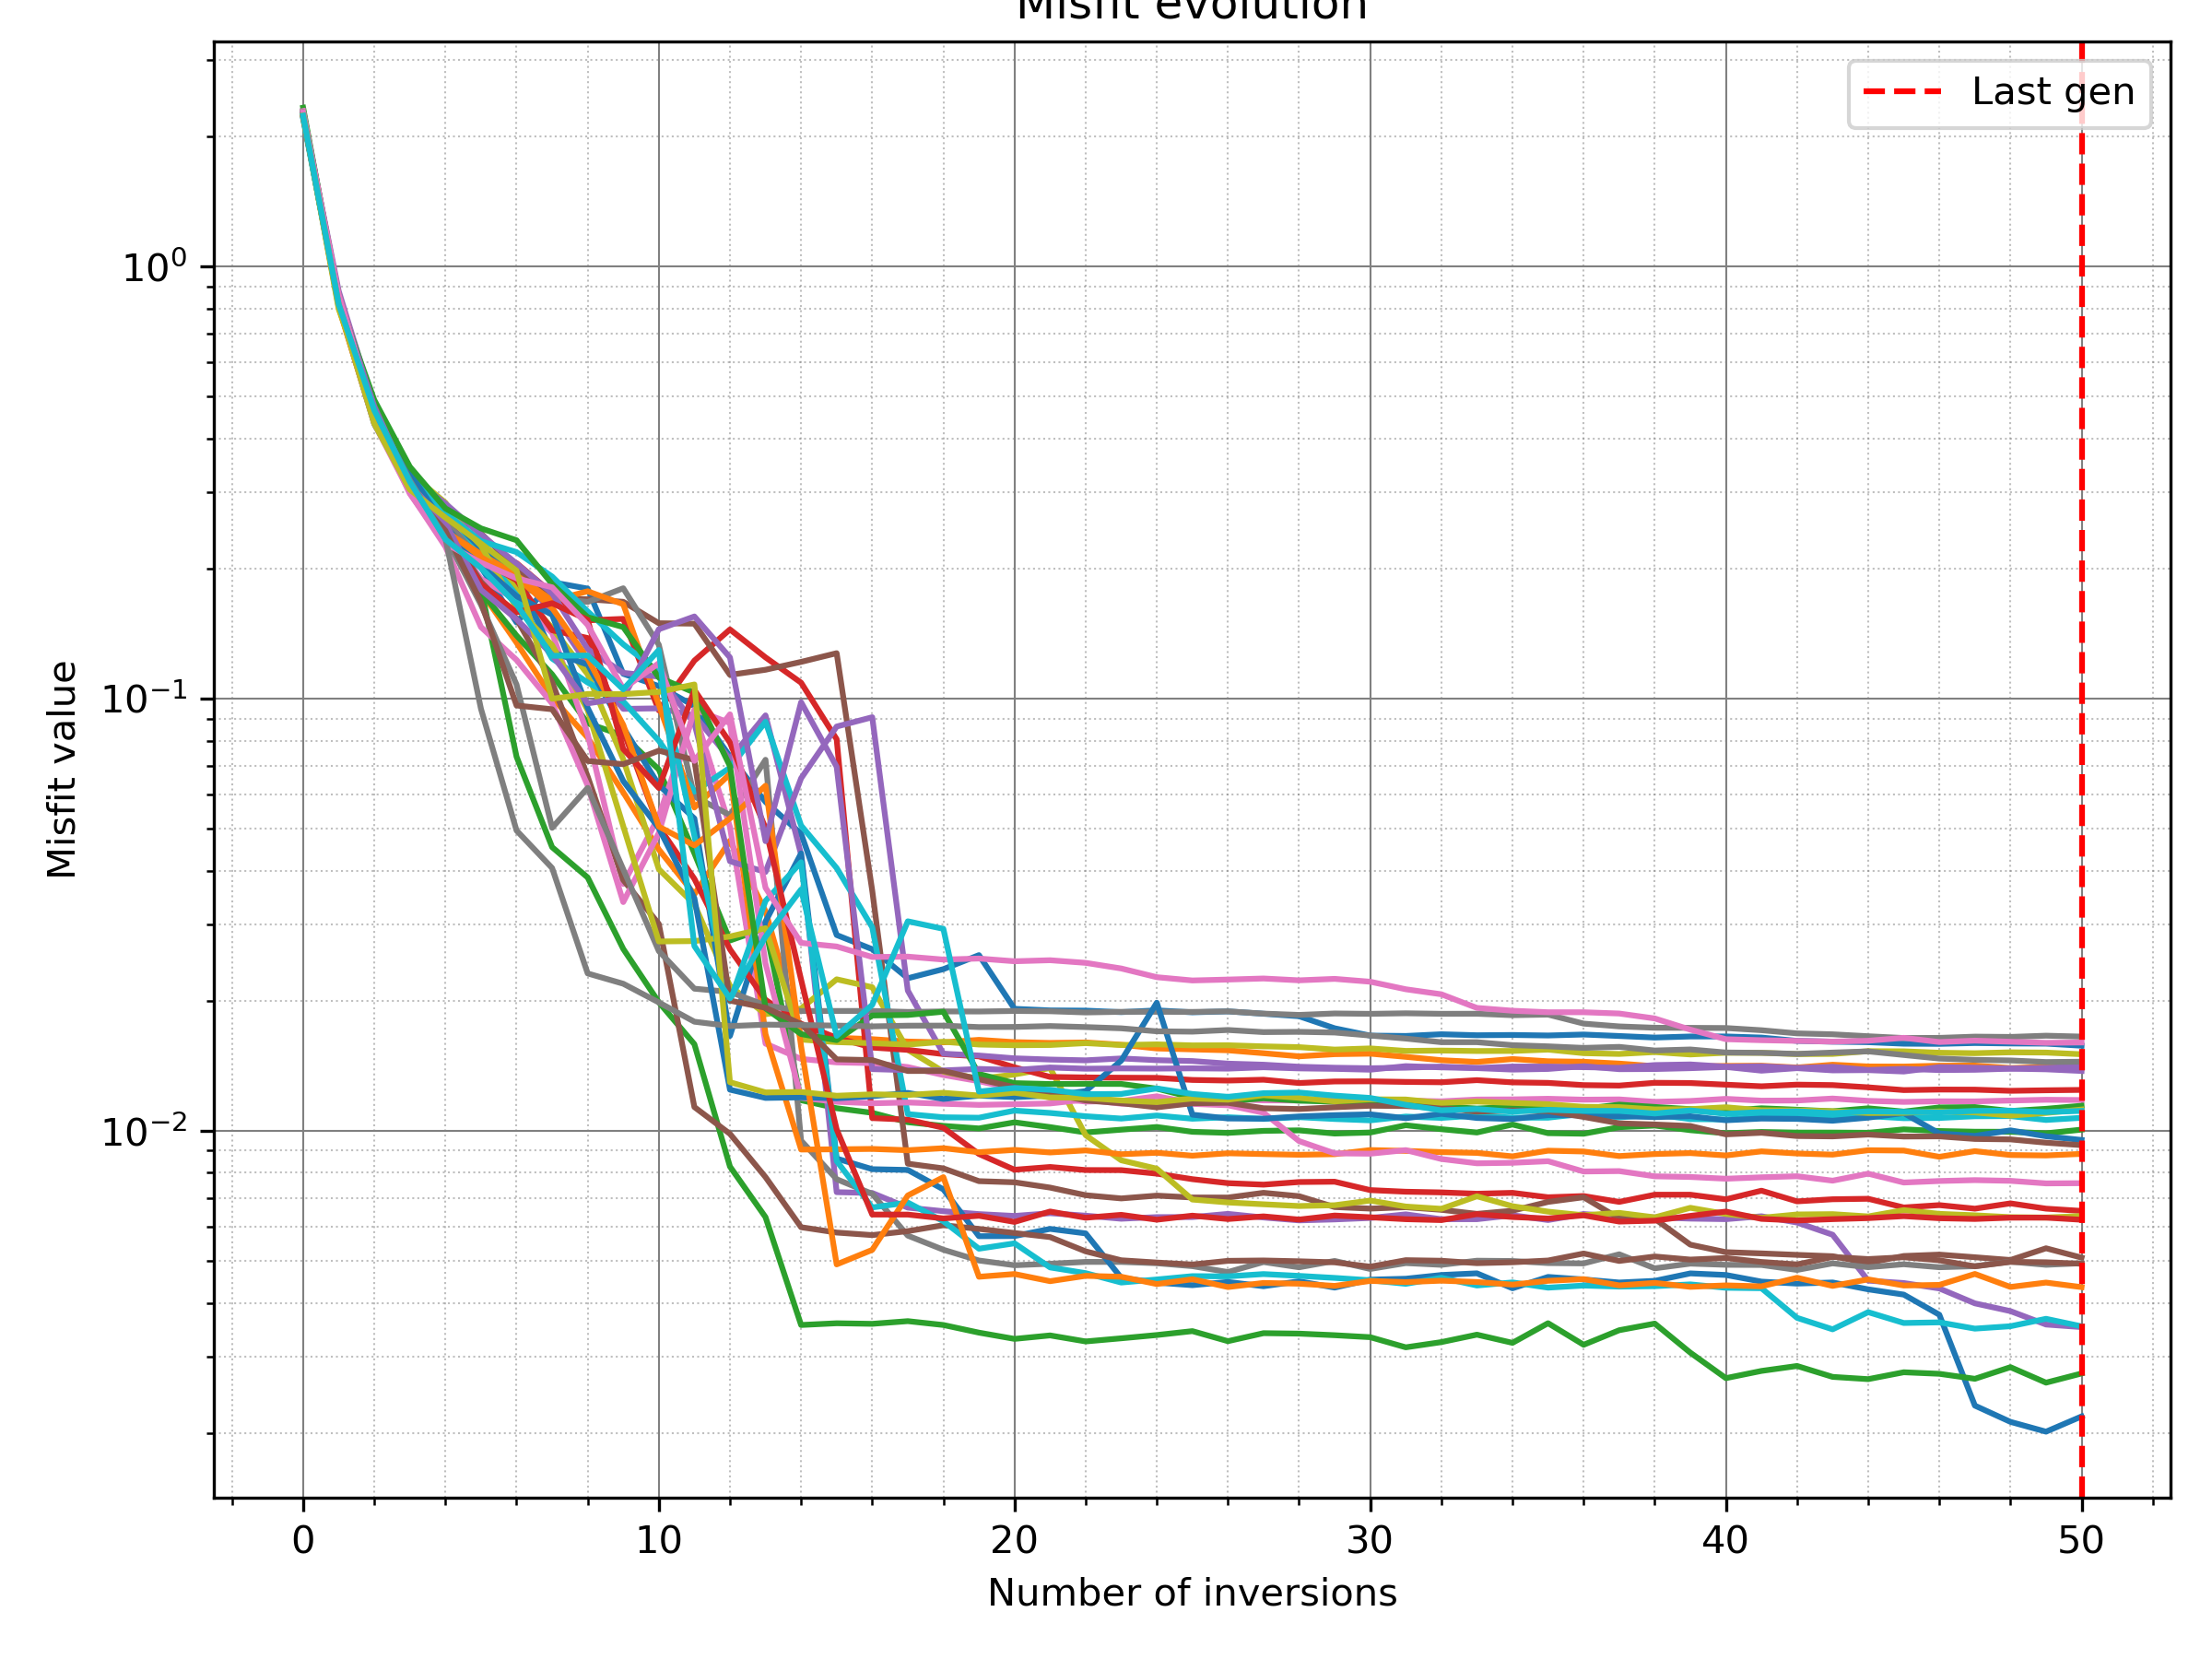 Misfit evolution
Last gen
10⁰
10⁻¹
10⁻²
Misfit value
0 10 20 30 40 50
Number of inversions